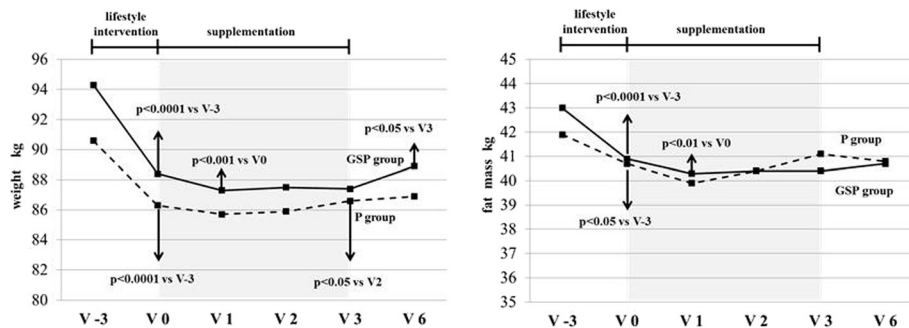 lifestyle
intervention
supplementation
weight kg
96
94
92
90
88
86
84
82
80
p<0.0001 vs V-3
p<0.001 vs V0
p<0.05 vs V3
GSP group
P group
p<0.0001 vs V-3
p<0.05 vs V2
V -3 V 0 V 1 V 2 V 3 V 6
lifestyle
intervention
supplementation
fat mass kg
45
44
43
42
41
40
39
38
37
36
35
p<0.0001 vs V-3
p<0.01 vs V0
P group
GSP group
p<0.05 vs V-3
V -3 V 0 V 1 V 2 V 3 V 6